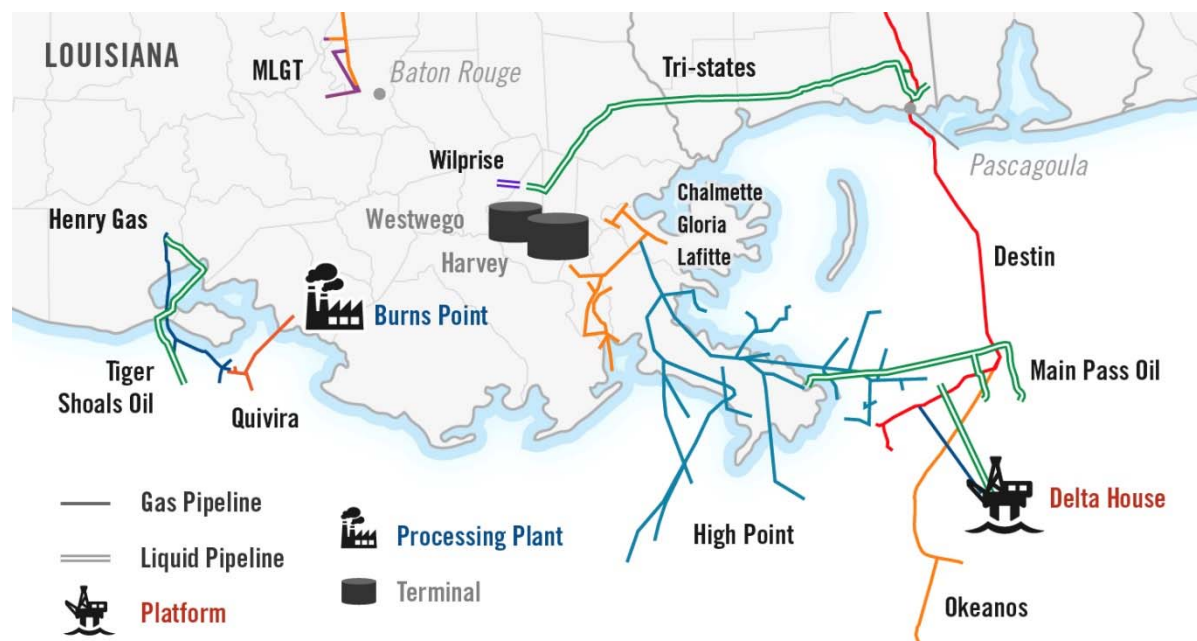 LOUISIANA
MLGT
Baton Rouge
Tri-states
Wilprise
Pascagoula
Westwego
Harvey
Chalmette
Gloria
Lafitte
Henry Gas
Destin
Burns Point
Tiger
Shoals Oil
Quivira
Main Pass Oil
Delta House
High Point
Okeanos
Gas Pipeline
Liquid Pipeline
Platform
Processing Plant
Terminal